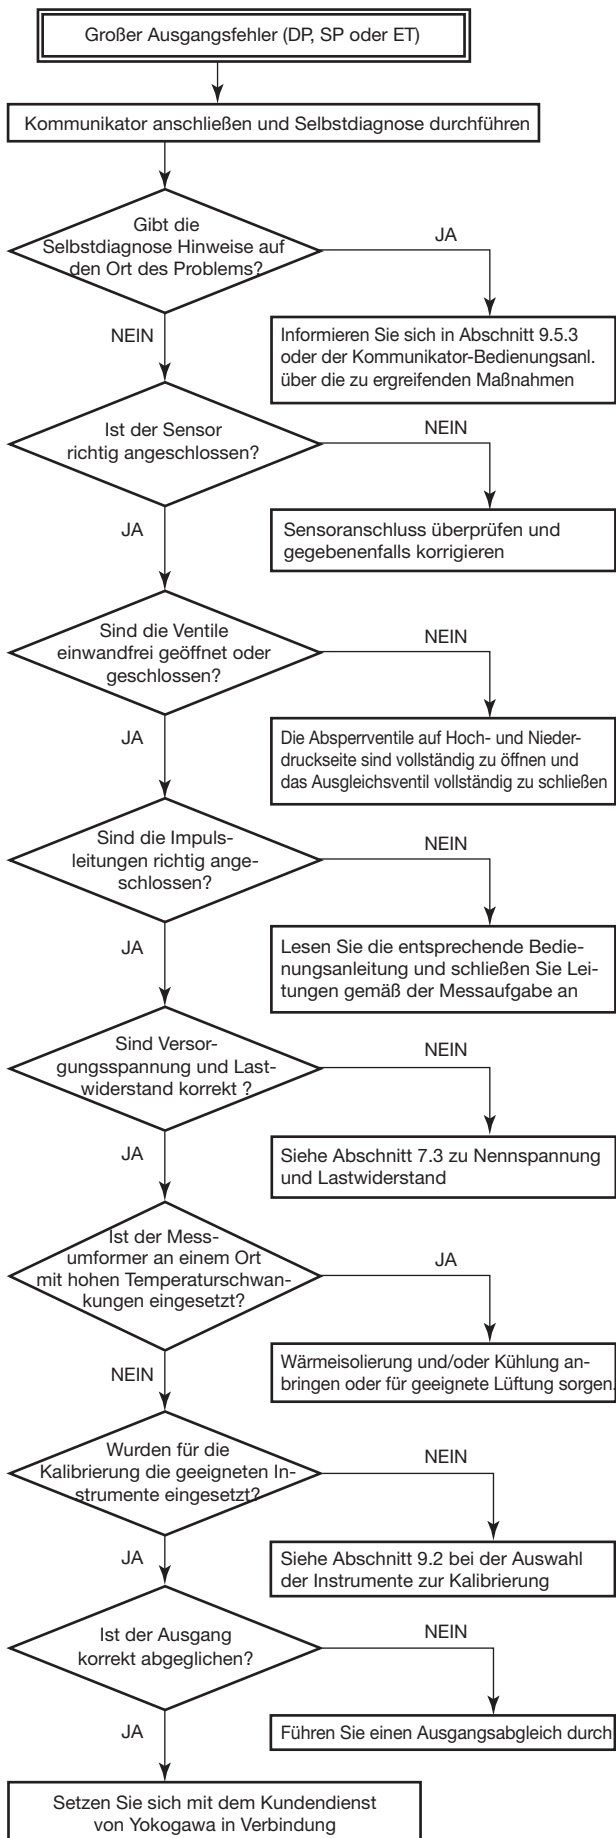 Großer Ausgangsfehler (DP, SP oder ET)
Kommunikator anschließen und Selbstdiagnose durchführen
Gibt die
Selbstdiagnose Hinweise auf
den Ort des Problems?
JA
NEIN
Informieren Sie sich in Abschnitt 9.5.3
oder der Kommunikator-Bedienungsanl.
über die zu ergreifenden Maßnahmen
Ist der Sensor
richtig angeschlossen?
NEIN
JA
Sensoranschluss überprüfen und
gegebenenfalls korrigieren
Sind die Ventile
einwandfrei geöffnet oder
geschlossen?
NEIN
JA
Die Absperrventile auf Hoch- und Nieder-
druckseite sind vollständig zu öffnen und
das Ausgleichsventil vollständig zu schließen
Sind die Impuls-
leitungen richtig ange-
schlossen?
NEIN
JA
Lesen Sie die entsprechende Bedie-
nungsanleitung und schließen Sie Lei-
tungen gemäß der Messaufgabe an
Sind Versor-
gungsspannung und Last-
widerstand korrekt ?
NEIN
JA
Siehe Abschnitt 7.3 zu Nennspannung
und Lastwiderstand
Ist der Mess-
umformer an einem Ort
mit hohen Temperaturschwan-
kungen eingesetzt?
JA
NEIN
Wärmeisolierung und/oder Kühlung an-
bringen oder für geeignete Lüftung sorgen.
Wurden für die
Kalibrierung die geeigneten In-
strumente eingesetzt?
NEIN
JA
Siehe Abschnitt 9.2 bei der Auswahl
der Instrumente zur Kalibrierung
Ist der Ausgang
korrekt abgeglichen?
NEIN
JA
Führen Sie einen Ausgangsabgleich durch
Setzen Sie sich mit dem Kundendienst
von Yokogawa in Verbindung